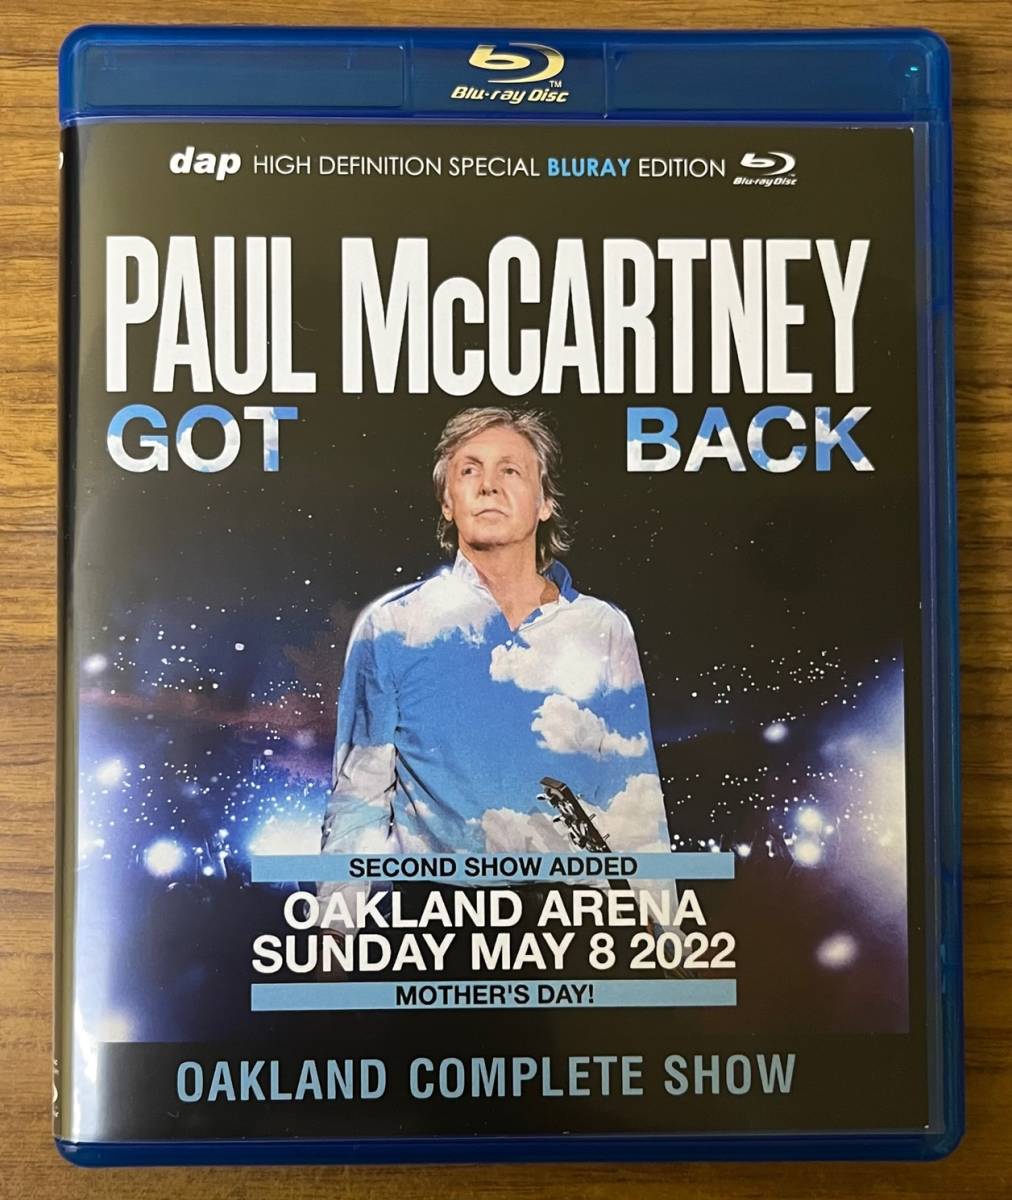 Blu-ray Disc™
dap HIGH DEFINITION SPECIAL BLURAY EDITION Blu-ray Disc
PAUL McCARTNEY
GOT BACK
SECOND SHOW ADDED
OAKLAND ARENA
SUNDAY MAY 8 2022
MOTHER'S DAY!
OAKLAND COMPLETE SHOW